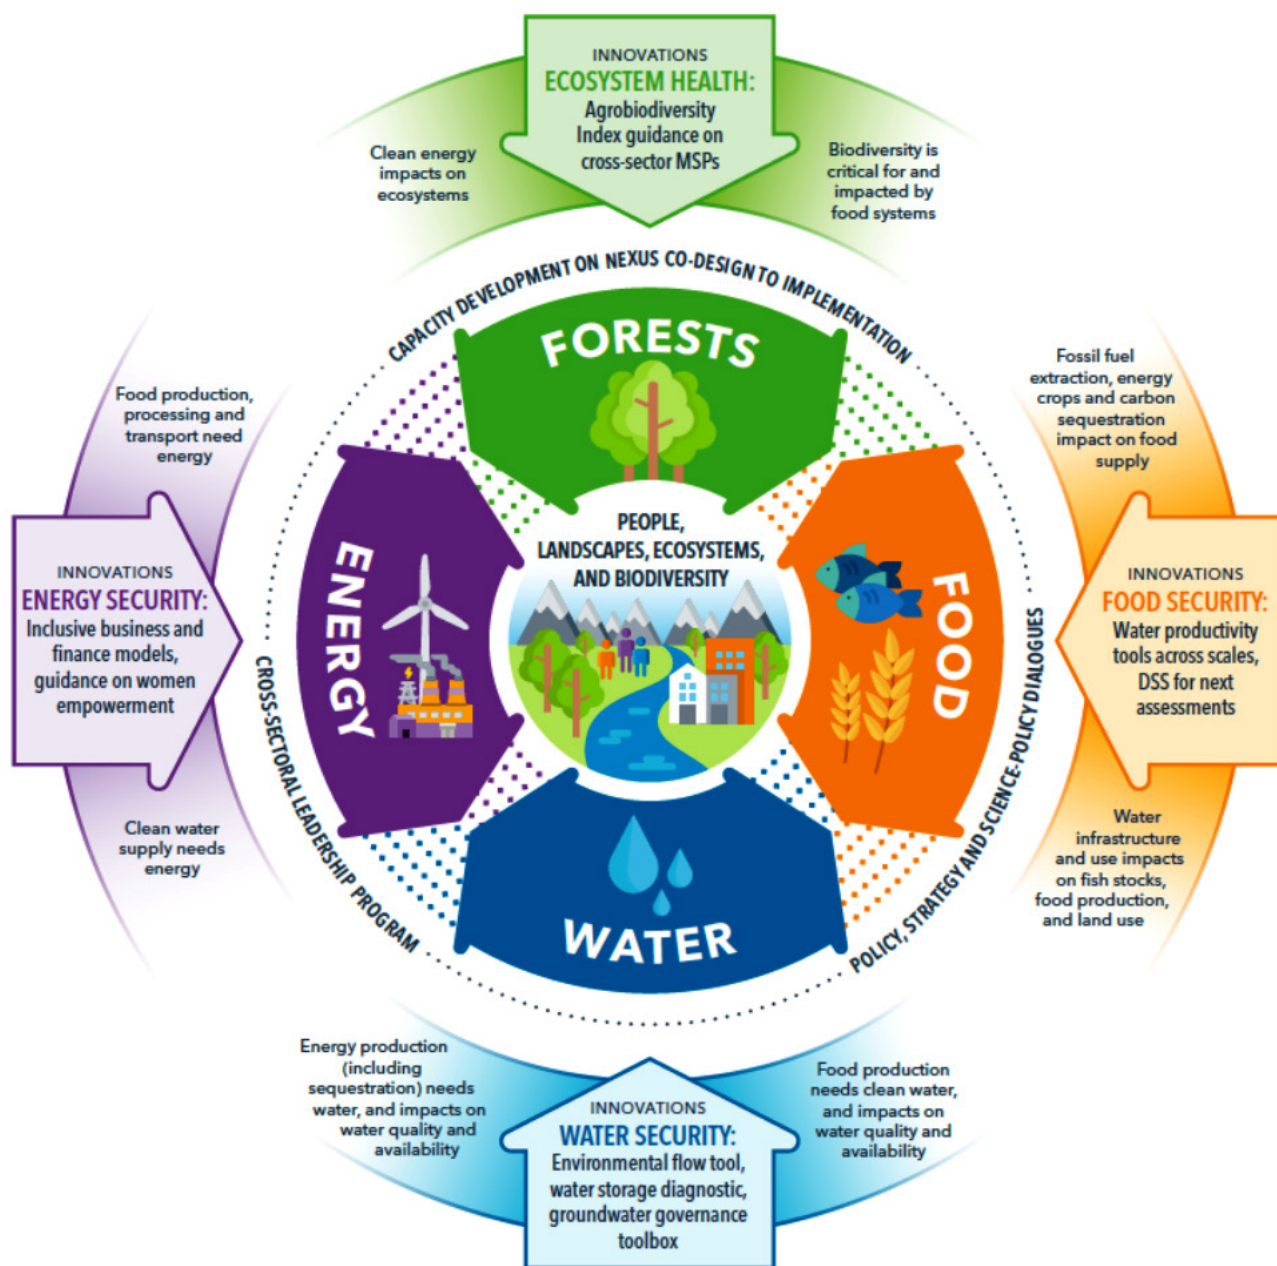 INNOVATIONS
ECOSYSTEM HEALTH:
Agrobiodiversity
Index guidance on
cross-sector MSPs
Clean energy
impacts on
ecosystems
Biodiversity is
critical for and
impacted by
food systems
CAPACITY DEVELOPMENT ON NEXUS CO-DESIGN TO IMPLEMENTATION
FORESTS
Food production,
processing and
transport need
energy
Fossil fuel
extraction, energy
crops and carbon
sequestration
impact on food
supply
PEOPLE,
LANDSCAPES, ECOSYSTEMS,
AND BIODIVERSITY
ENERGY
FOOD
INNOVATIONS
ENERGY SECURITY:
Inclusive business and
finance models,
guidance on women
empowerment
INNOVATIONS
FOOD SECURITY:
Water productivity
tools across scales,
DSS for next
assessments
CROSS-SECTORAL LEADERSHIP PROGRAM
POLICY, STRATEGY AND SCIENCE-POLICY DIALOGUES
Clean water
supply needs
energy
Water
infrastructure
and use impacts
on fish stocks,
food production,
and land use
WATER
Energy production
(including
sequestration) needs
water, and impacts on
water quality and
availability
Food production
needs clean water,
and impacts on
water quality and
availability
INNOVATIONS
WATER SECURITY:
Environmental flow tool,
water storage diagnostic,
groundwater governance
toolbox